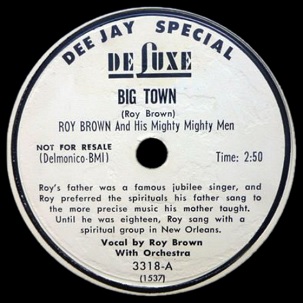 DEE JAY SPECIAL
DELUXE
BIG TOWN
(Roy Brown)
ROY BROWN And His Mighty Mighty Men
NOT FOR RESALE
(Delmonico-BMI)
Time: 2:50
Roy's father was a famous jubilee singer, and
Roy preferred the spirituals his father sang to
the more precise music his mother taught.
Until he was eighteen, Roy sang with a
spiritual group in New Orleans.
Vocal by Roy Brown
With Orchestra
3318-A
(1537)